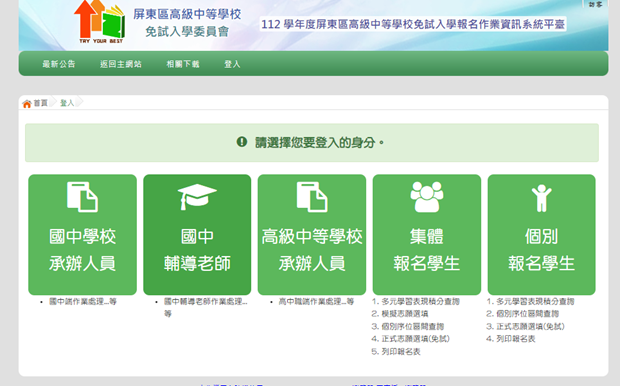 訪客
TRY YOUR BEST
屏東區高級中等學校
免試入學委員會
112 學年度屏東區高級中等學校免試入學報名作業資訊系統平臺
最新公告 返回主網站 相關下載 登入
首頁 登入
請選擇您要登入的身分。
國中學校
承辦人員
國中
輔導老師
高級中等學校
承辦人員
集體
報名學生
個別
報名學生
• 國中端作業處理...等
• 國中輔導老師作業處理...
等
• 高中職端作業處理...等
1. 多元學習表現積分查詢
2. 模擬志願選填
3. 個別序位區間查詢
4. 正式志願選填(免試)
5. 列印報名表
1. 多元學習表現積分查詢
2. 個別序位區間查詢
3. 正式志願選填(免試)
4. 列印報名表